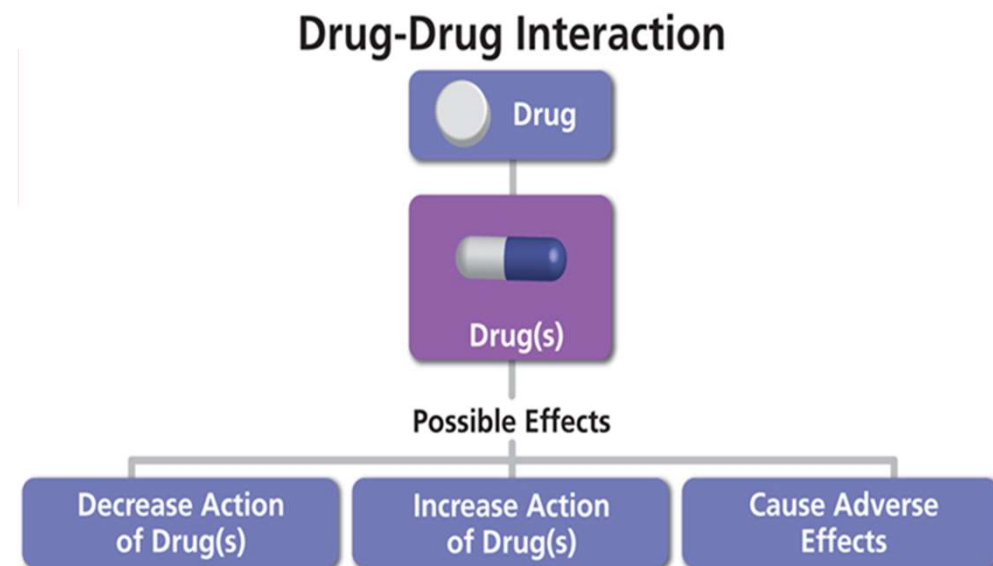 Drug-Drug Interaction
Drug
Drug(s)
Possible Effects
Decrease Action
of Drug(s)
Increase Action
of Drug(s)
Cause Adverse
Effects